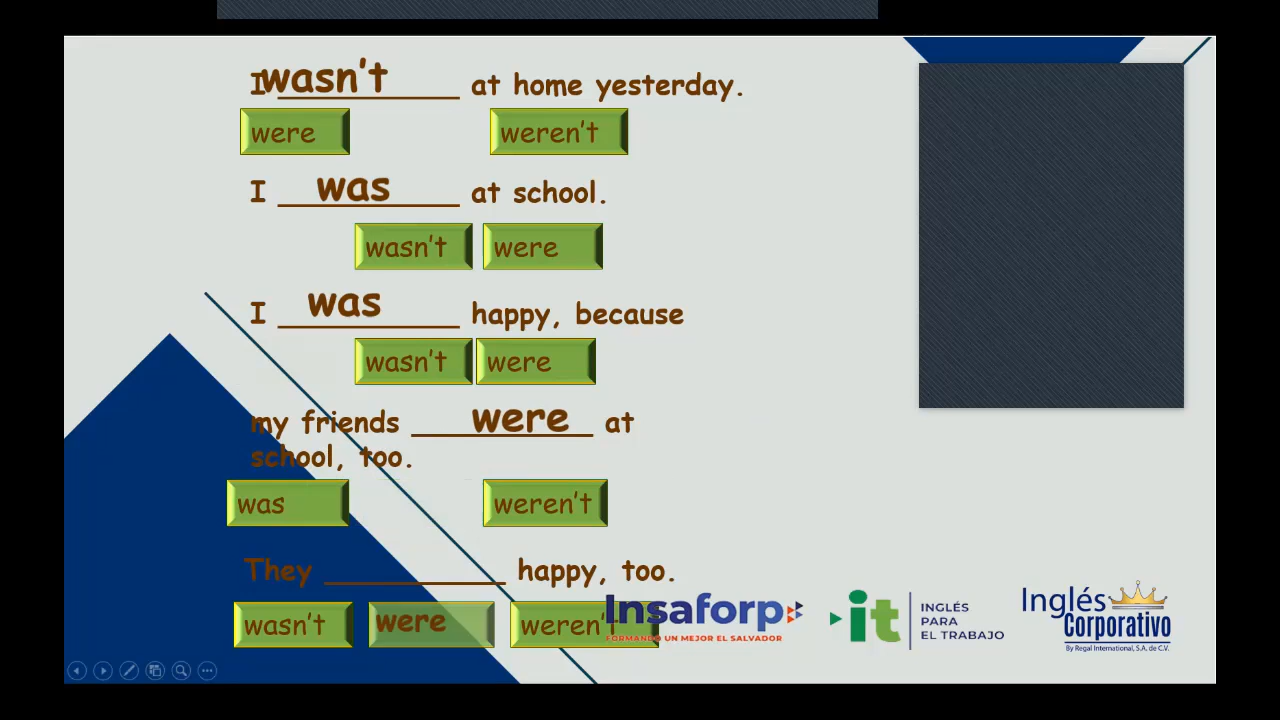 I wasn't at home yesterday.
were weren't
I was at school.
wasn't were
I was happy, because
wasn't were
my friends were at
school, too.
was weren't
They __________ happy, too.
wasn't were weren'
Insaforp
FORMANDO UN MEJOR EL SALVADOR
it
INGLÉS
PARA
EL TRABAJO
Inglés
Corporativo
By Regal International, S.A. de C.V.